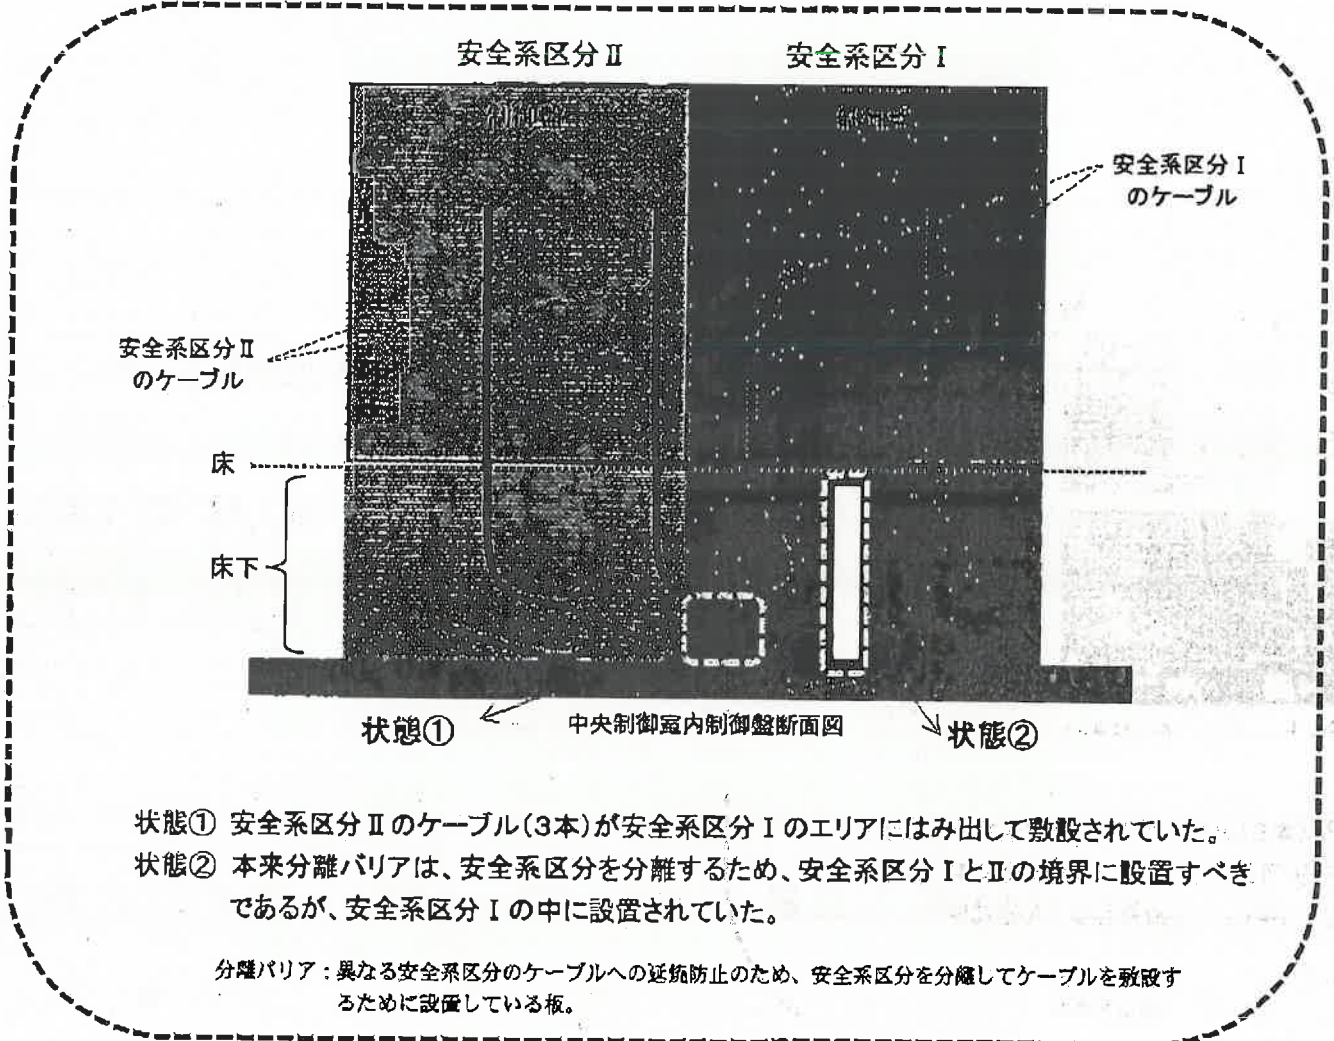 安全系区分Ⅱ
安全系区分Ⅰ
安全系区分Ⅰ
のケーブル
安全系区分Ⅱ
のケーブル
床
床下
状態①
中央制御室内制御盤断面図
状態②
状態① 安全系区分Ⅱのケーブル(3本)が安全系区分Ⅰのエリアにはみ出して敷設されていた。
状態② 本来分離バリアは、安全系区分を分離するため、安全系区分ⅠとⅡの境界に設置すべき
であるが、安全系区分Ⅰの中に設置されていた。
分離バリア:異なる安全系区分のケーブルへの延焼防止のため、安全系区分を分離してケーブルを敷設す
るために設置している板。